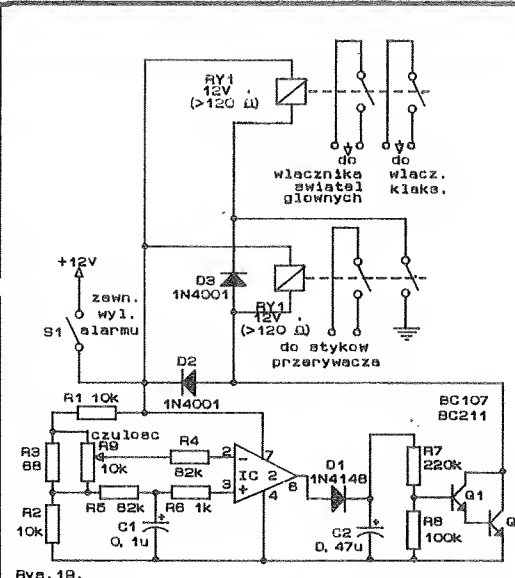 RY1
12V
(>120 Ω)
do
wlacznika
swiatel
glownych
do
wlacz.
klaks.
+12V
zewn.
wyl.
alarmu
S1
D3
1N4001
RY1
12V
(>120 Ω)
do stykow
przerywacza
D2
1N4001
BC107
BC211
R1 10k
czulosc
R3
68
R9
10k
R4
82k
2
7
IC 2
6
3
4
D1
1N4148
R7
220k
Q1
Q
R2
10k
R5 82k
R6 1k
C1
0,1u
C2
0,47u
R8
100k
Rys.19.